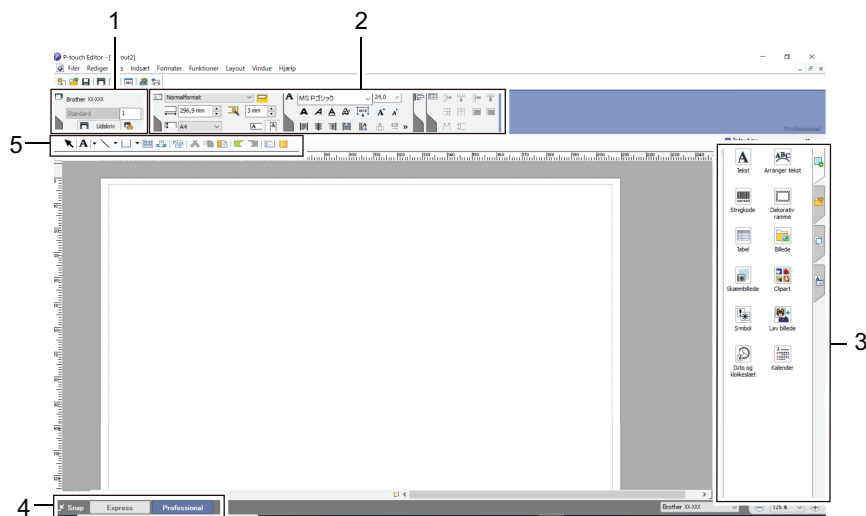 1
2
P-touch Editor - [
out2]
Filer Rediger
s Indsæt Formater Funktioner Layout Vindue Hjælp
Brother XX-XXX
Standard
1
Udskriv
Normalformat
296,9 mm
3 mm
A4
A
MS Pゴシック
24,0
5
Professional
A
Tekst
ABC
Arranger tekst
Stregkode
Dekorativ
ramme
Tabel
Billede
Skærmbillede
Clipart
Symbol
Lav billede
Dato og
klokkeslæt
Kalender
3
4
Snap
Express
Professional
Brother XX-XXX
125 %